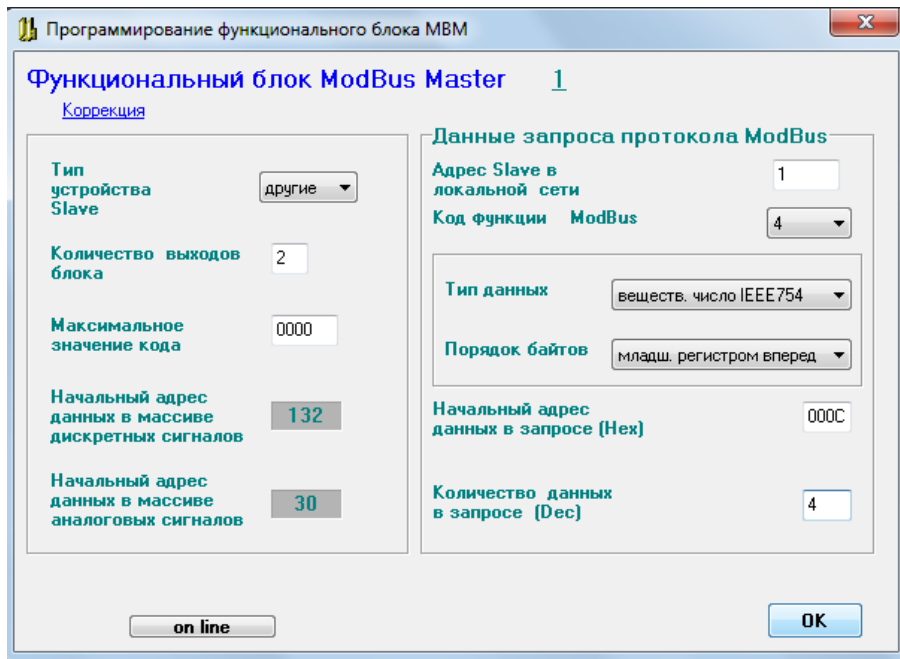 Программирование функционального блока МВМ
Функциональный блок ModBus Master 1
Коррекция
Тип
устройства
Slave
другие
Количество выходов
блока
2
Максимальное
значение кода
0000
Начальный адрес
данных в массиве
дискретных сигналов
132
Начальный адрес
данных в массиве
аналоговых сигналов
30
Данные запроса протокола ModBus
Адрес Slave в
локальной сети
1
Код функции ModBus
4
Тип данных
веществ. число IEEE754
Порядок байтов
младш. регистром вперед
Начальный адрес
данных в запросе (Hex)
000C
Количество данных
в запросе (Dec)
4
on line
OK